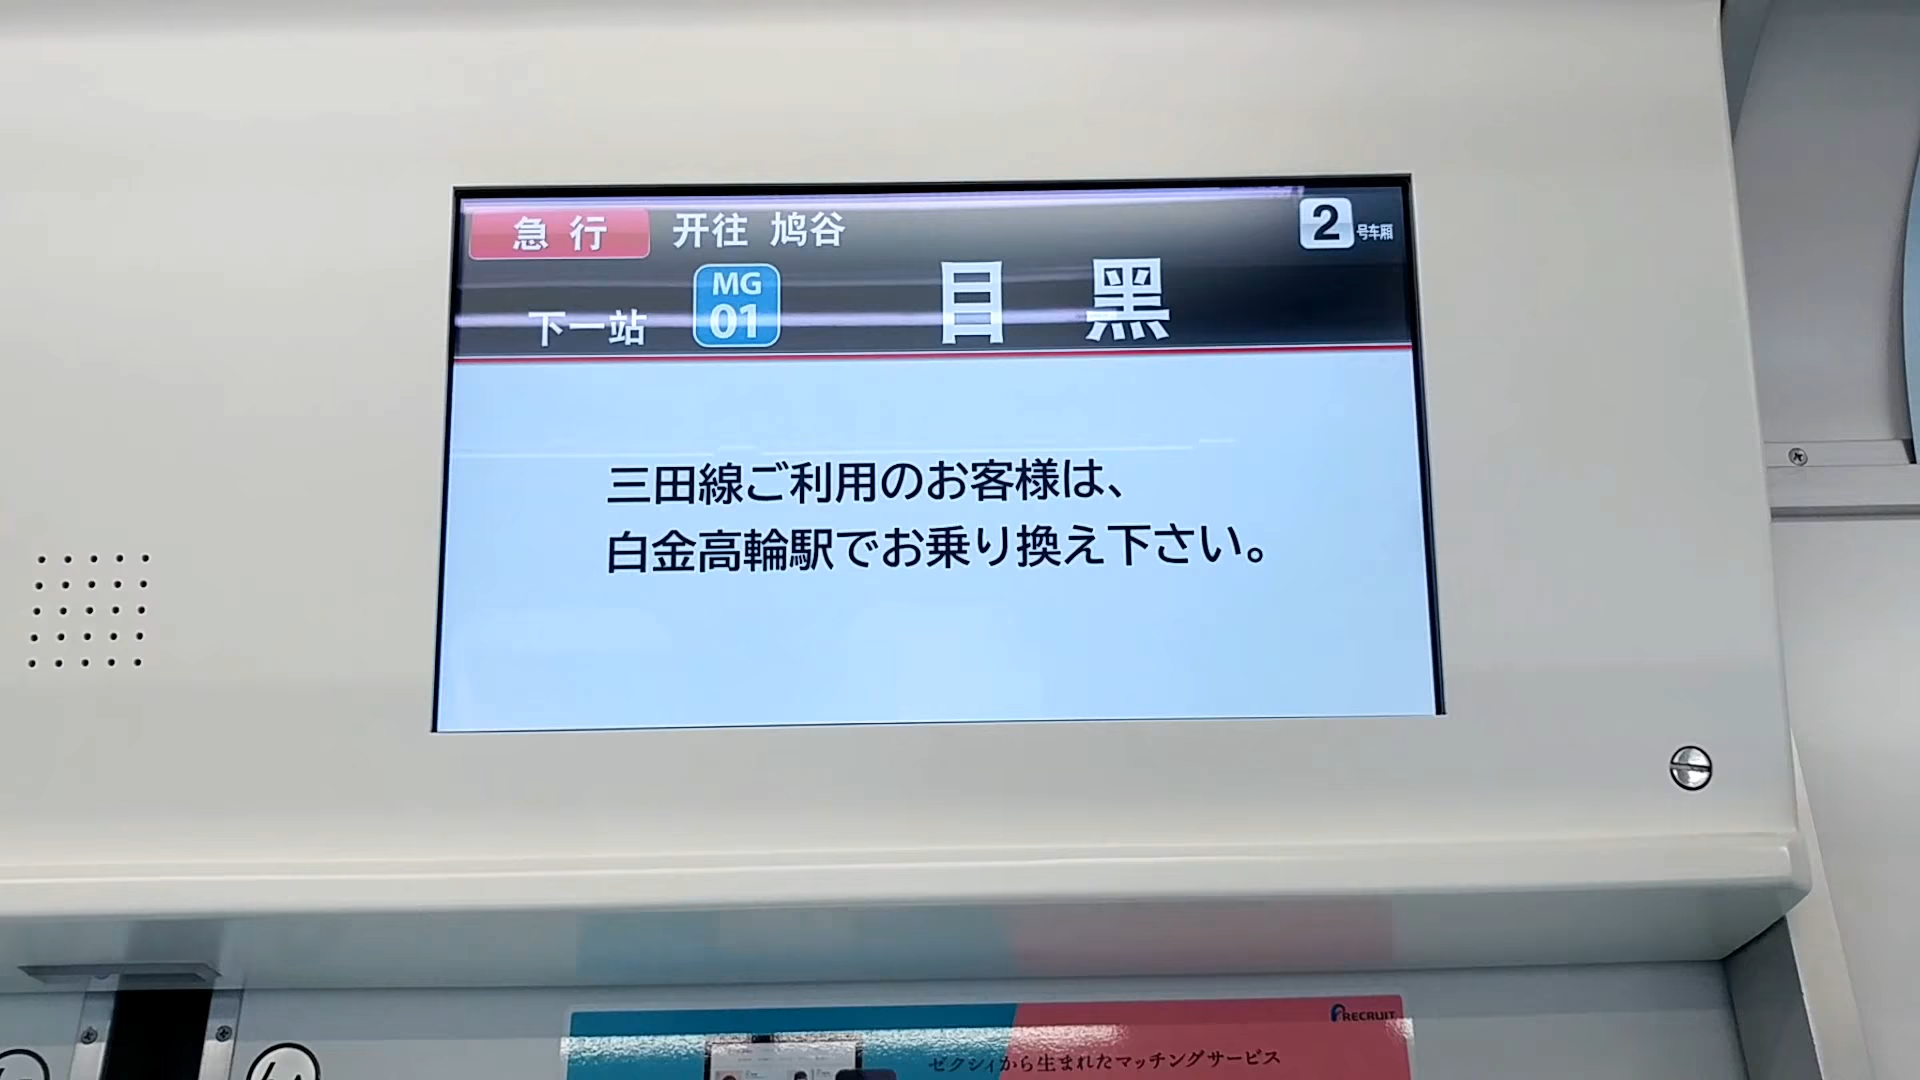 急行 开往 鸠谷
2 号车厢
下一站 MG 01 目黑
三田線ご利用のお客様は、
白金高輪駅でお乗り換え下さい。
RECRUIT
ゼクシィから生まれたマッチングサービス